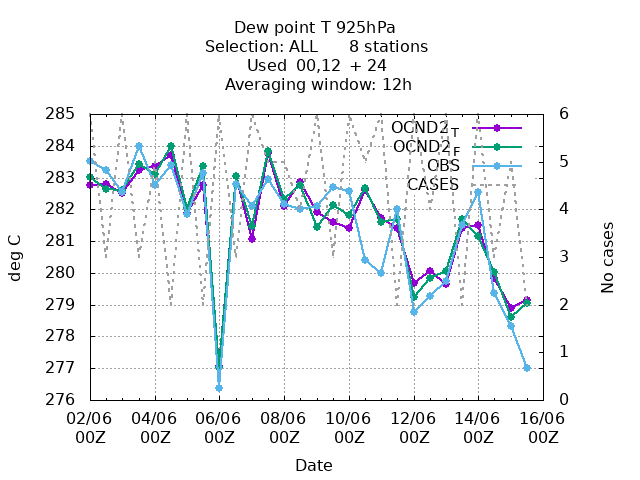 Dew point T 925hPa
Selection: ALL 8 stations
Used 00,12 + 24
Averaging window: 12h
285
284
283
282
281
280
279
278
277
276
deg C
6
5
4
3
2
1
0
No cases
OCND2_T
OCND2_F
OBS
CASES
02/06 04/06 06/06 08/06 10/06 12/06 14/06 16/06
00Z 00Z 00Z 00Z 00Z 00Z 00Z 00Z
Date